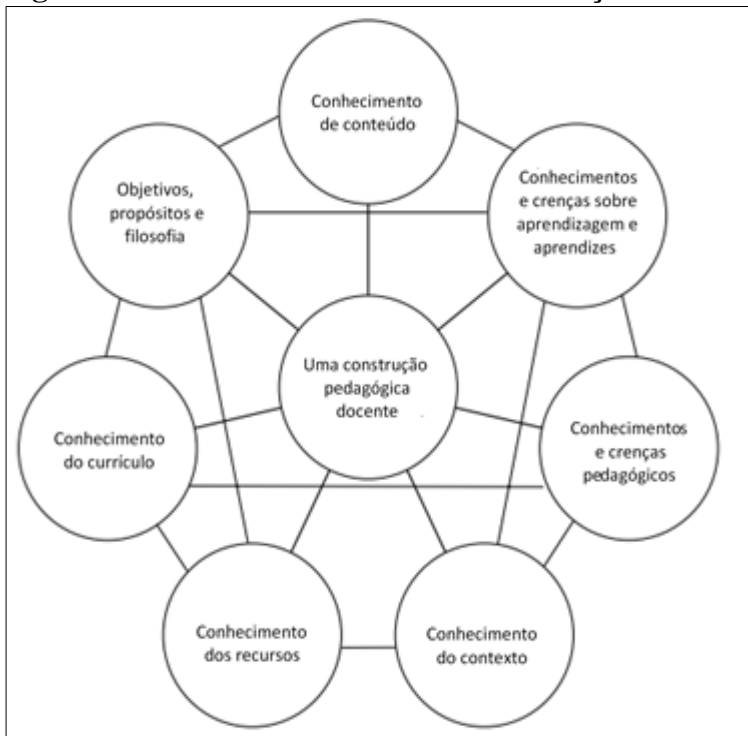 Conhecimento
de conteúdo
Objetivos,
propósitos e
filosofia
Conhecimentos
e crenças sobre
aprendizagem e
aprendizes
Uma construção
pedagógica
docente
Conhecimento
do currículo
Conhecimentos
e crenças
pedagógicos
Conhecimento
dos recursos
Conhecimento
do contexto